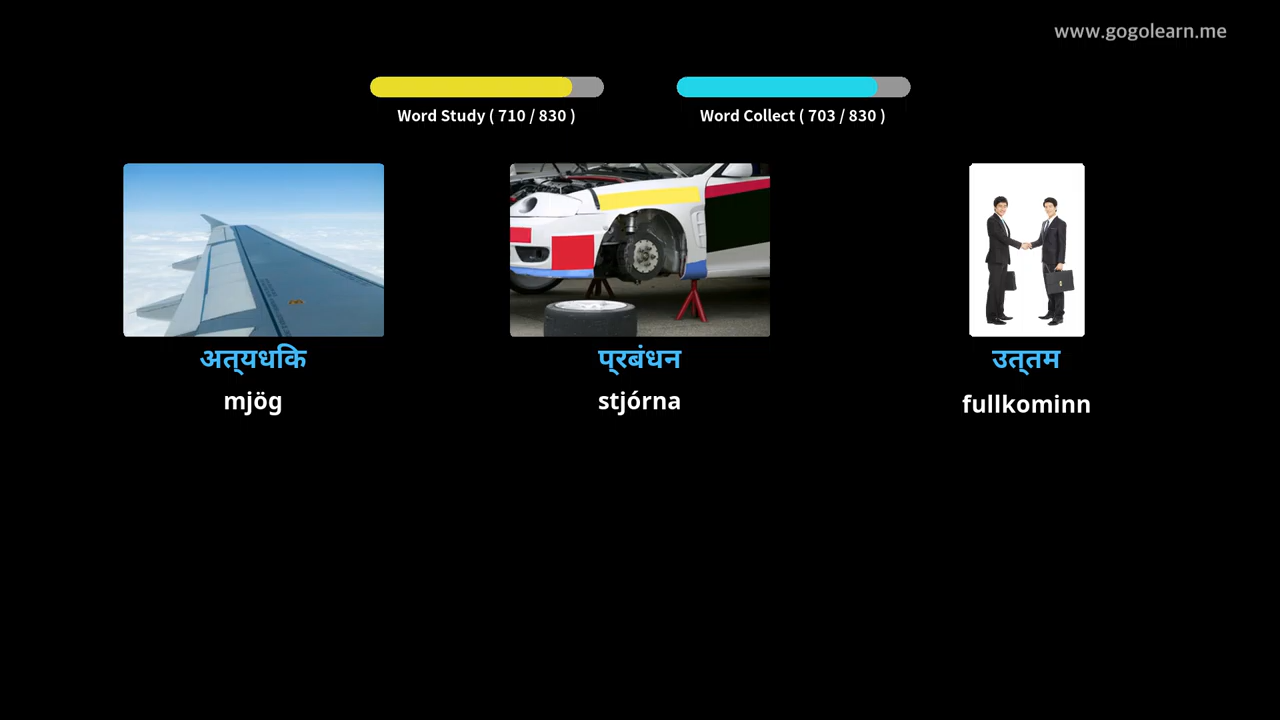 www.gogolearn.me
Word Study ( 710 / 830 )
Word Collect ( 703 / 830 )
अत्यधिक
प्रबंधन
उत्तम
mjög
stjórna
fullkominn